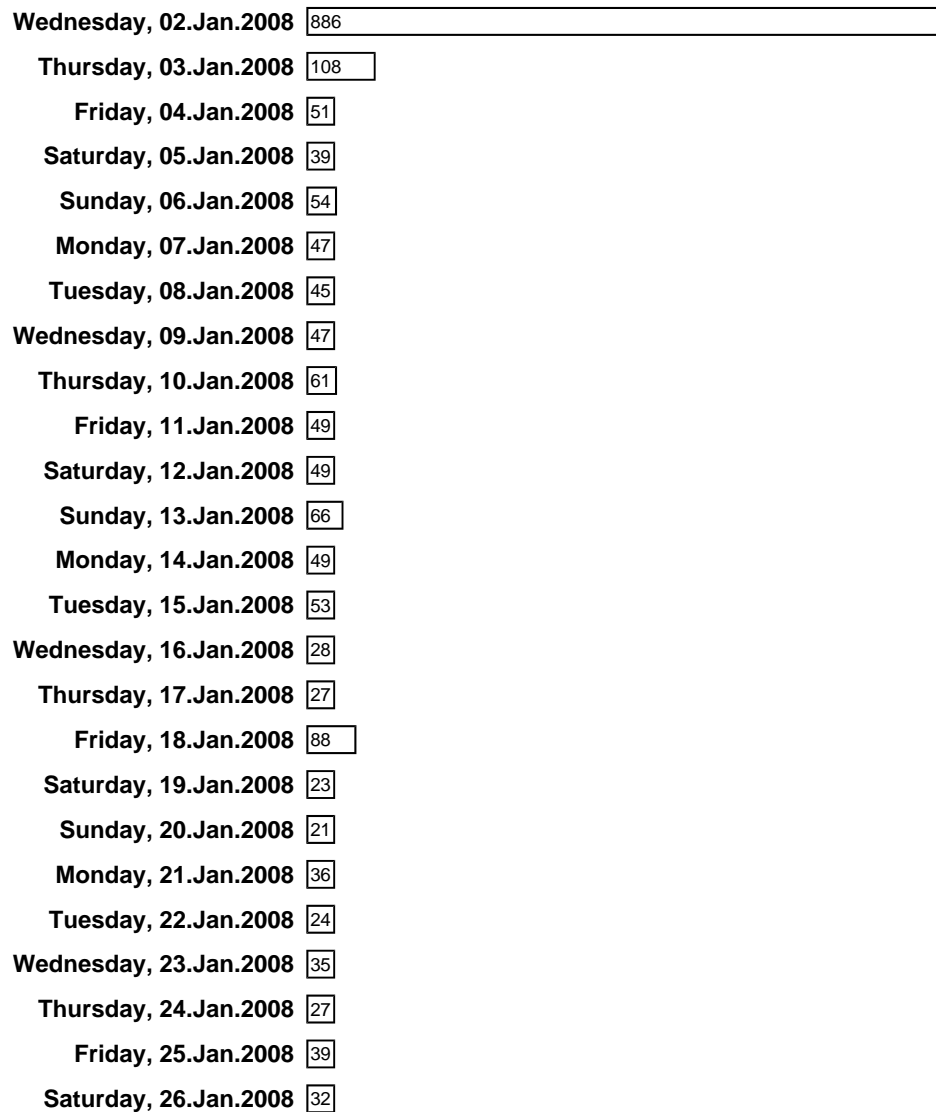 Wednesday, 02.Jan.2008 886
Thursday, 03.Jan.2008 108
Friday, 04.Jan.2008 51
Saturday, 05.Jan.2008 39
Sunday, 06.Jan.2008 54
Monday, 07.Jan.2008 47
Tuesday, 08.Jan.2008 45
Wednesday, 09.Jan.2008 47
Thursday, 10.Jan.2008 61
Friday, 11.Jan.2008 49
Saturday, 12.Jan.2008 49
Sunday, 13.Jan.2008 66
Monday, 14.Jan.2008 49
Tuesday, 15.Jan.2008 53
Wednesday, 16.Jan.2008 28
Thursday, 17.Jan.2008 27
Friday, 18.Jan.2008 88
Saturday, 19.Jan.2008 23
Sunday, 20.Jan.2008 21
Monday, 21.Jan.2008 36
Tuesday, 22.Jan.2008 24
Wednesday, 23.Jan.2008 35
Thursday, 24.Jan.2008 27
Friday, 25.Jan.2008 39
Saturday, 26.Jan.2008 32